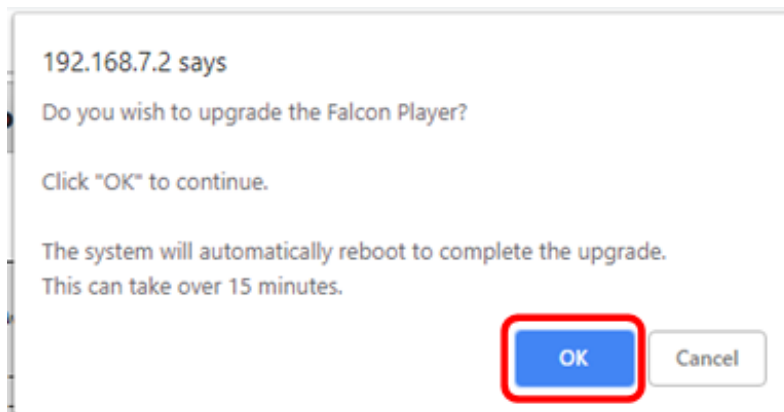 192.168.7.2 says
Do you wish to upgrade the Falcon Player?
Click "OK" to continue.
The system will automatically reboot to complete the upgrade.
This can take over 15 minutes.
OK
Cancel